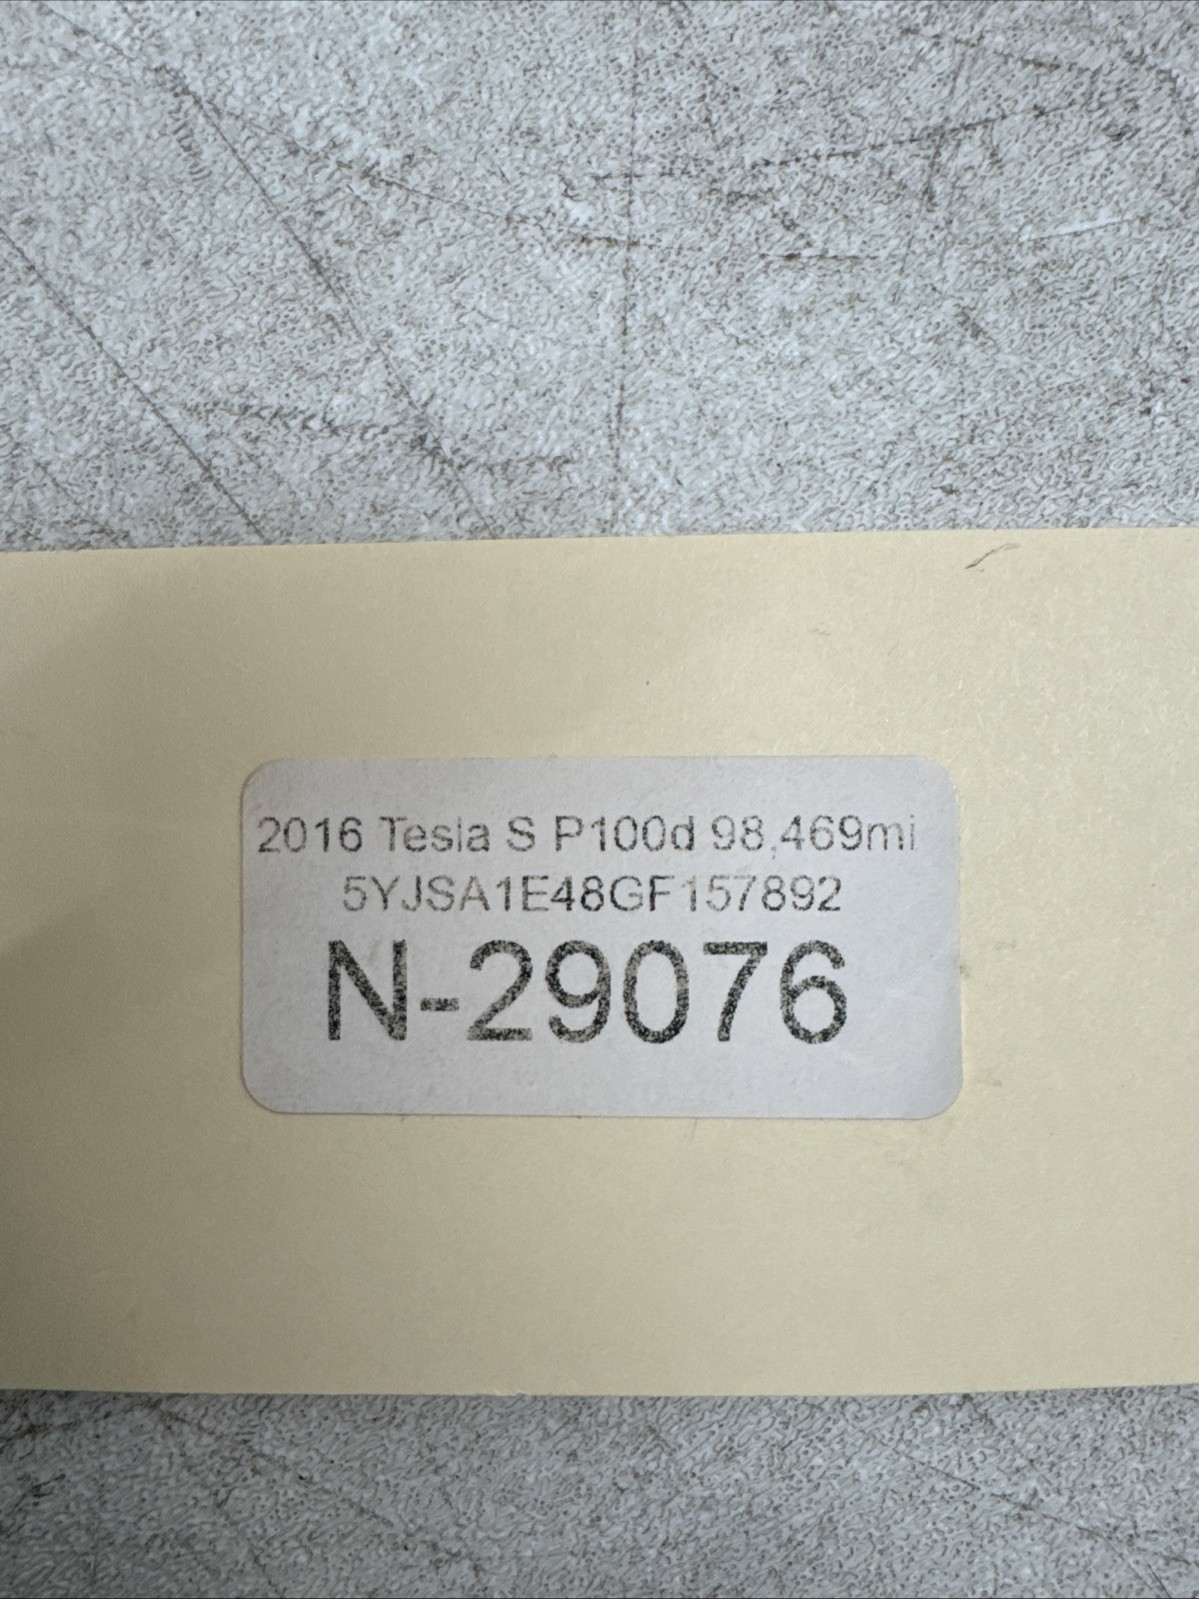 2016 Tesla S P100d 98,469mi
5YJSA1E48GF157892
N-29076